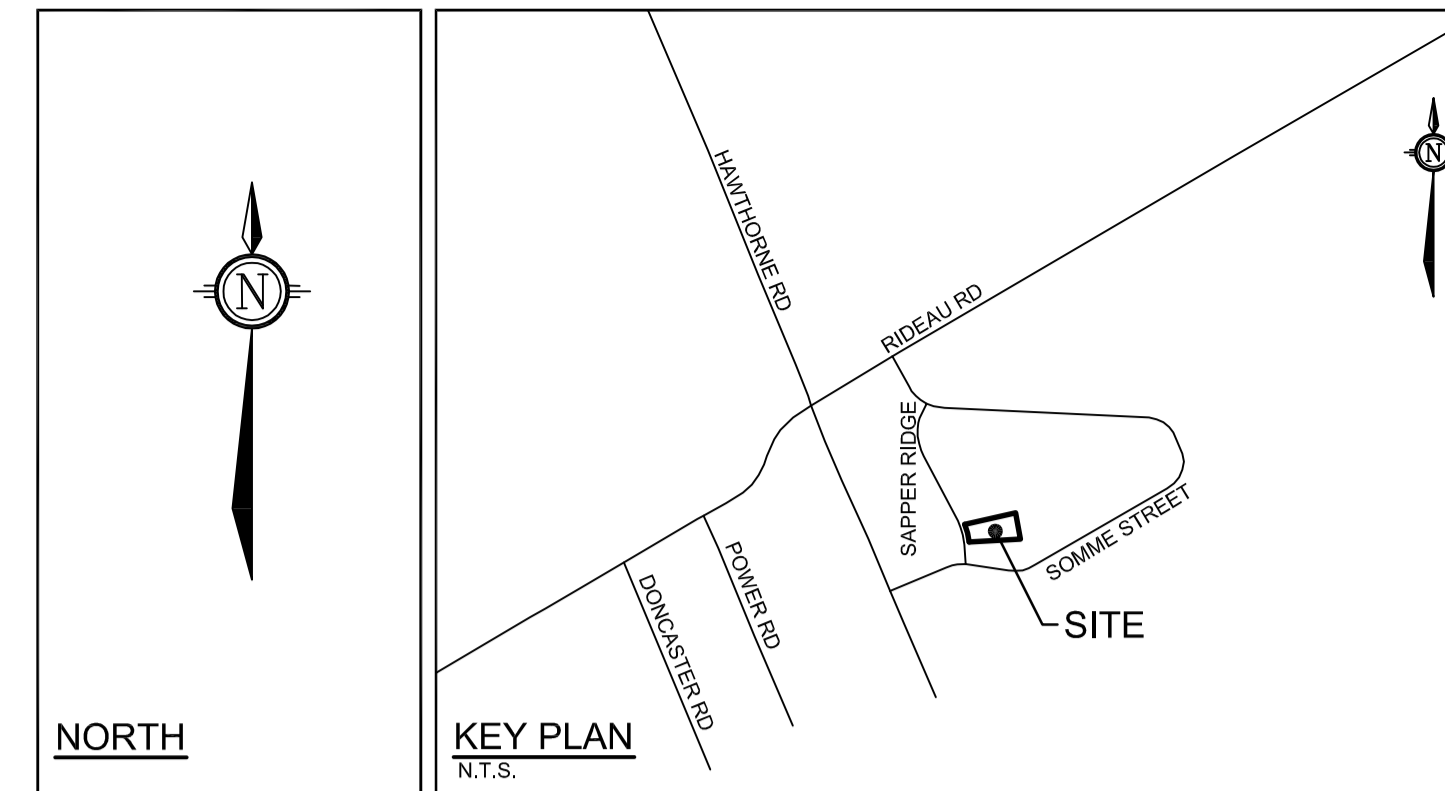 N
NORTH
HAWTHORNE RD
N
RIDEAU RD
SAPPER RIDGE
SOMME STREET
POWER RD
DONCASTER RD
SITE
KEY PLAN
N.T.S.